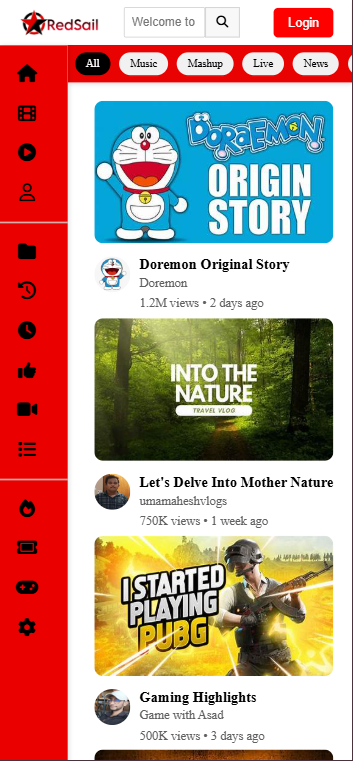 RedSail
Welcome to
Login
All
Music
Mashup
Live
News
DORAEMON
ORIGIN
STORY
Doremon Original Story
Doremon
1.2M views • 2 days ago
INTO THE
NATURE
TRAVEL VLOG
Let's Delve Into Mother Nature
umamaheshvlogs
750K views • 1 week ago
I STARTED
PLAYING
PUBG
Gaming Highlights
Game with Asad
500K views • 3 days ago